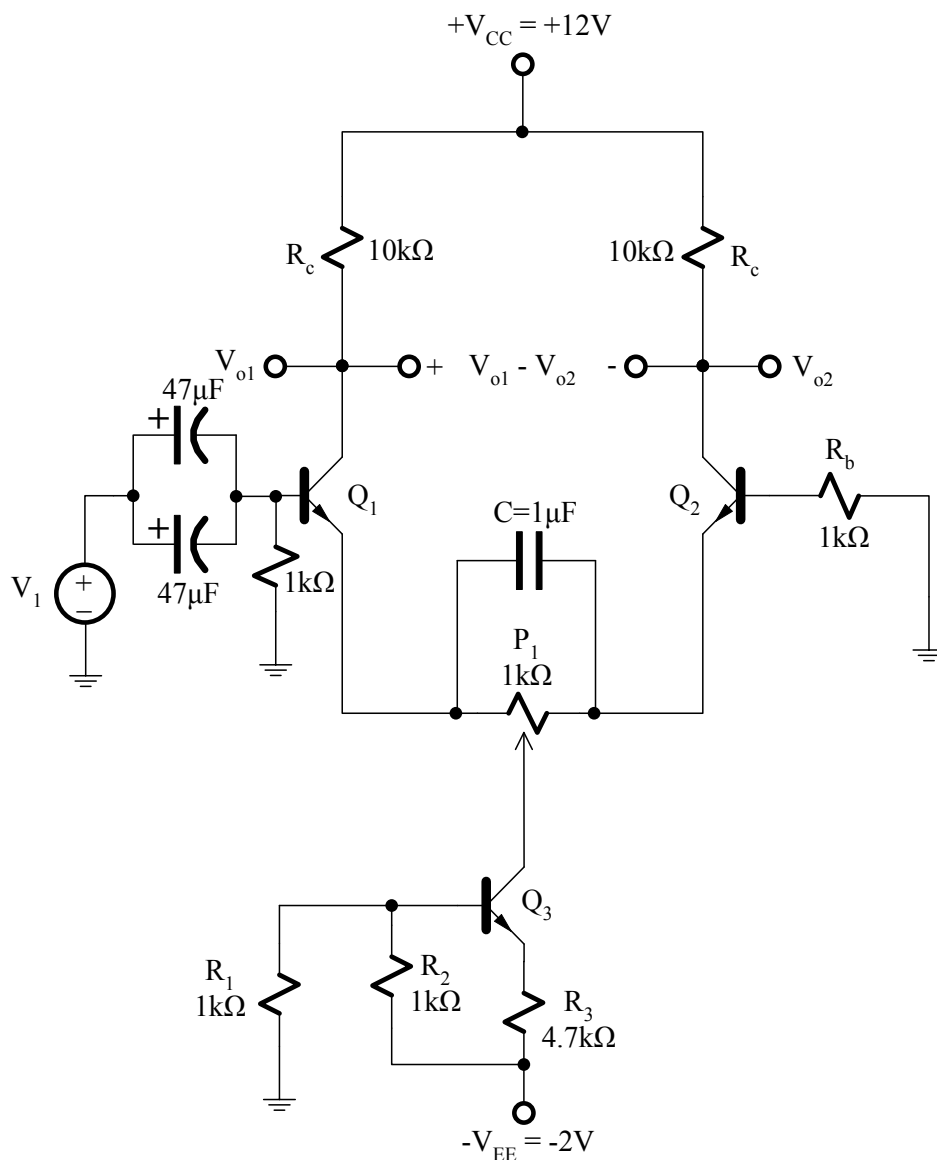 +V_CC = +12V
R_c 10kΩ 10kΩ R_c
V_o1 + V_o1 - V_o2 - V_o2
47μF
+
Q_1 Q_2 R_b
C=1μF
1kΩ
+
47μF 1kΩ
V_1 + −
P_1
1kΩ
Q_3
R_1
1kΩ
R_2
1kΩ
R_3
4.7kΩ
-V_EE = -2V